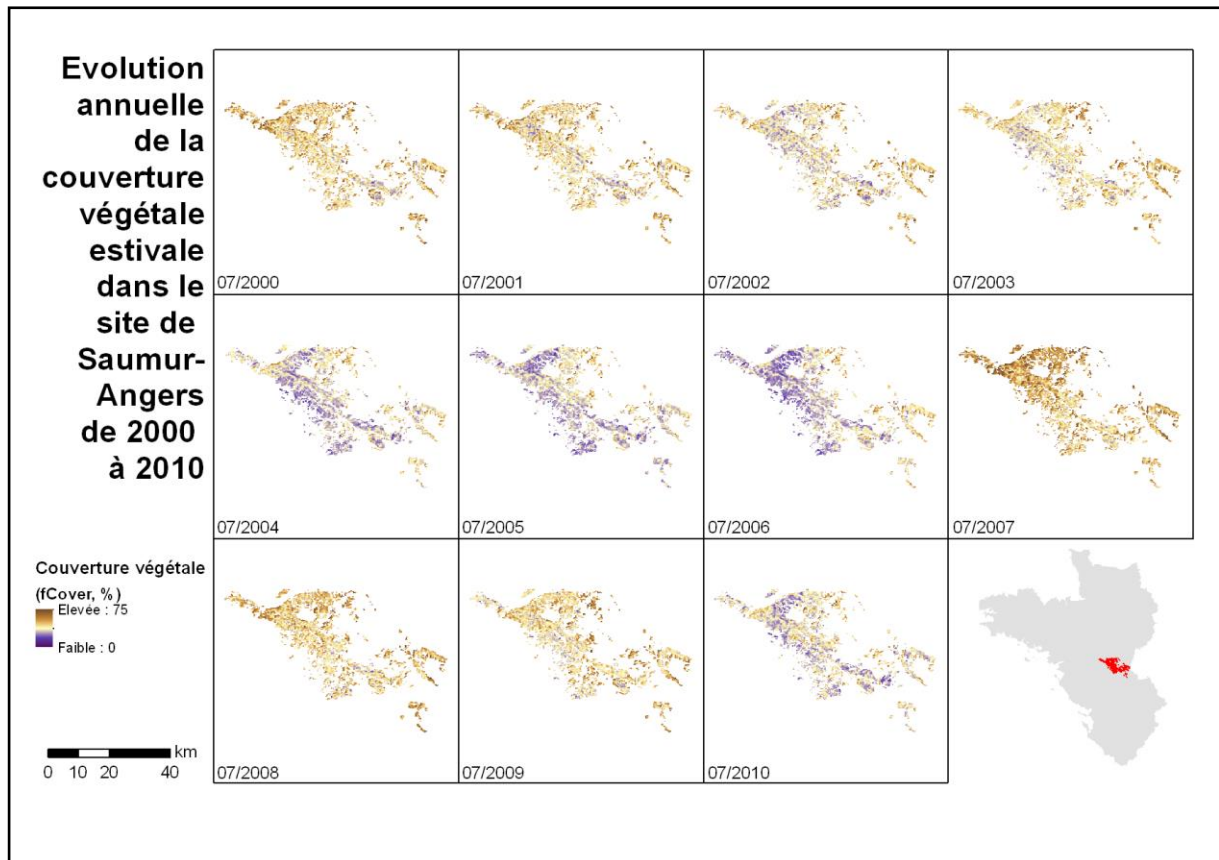 Evolution
annuelle
de la
couverture
végétale
estivale
dans le
site de
Saumur-
Angers
de 2000
à 2010
07/2000
07/2001
07/2002
07/2003
07/2004
07/2005
07/2006
07/2007
Couverture végétale
(fCover, %)
Elevée : 75
Faible : 0
km
0 10 20 40
07/2008
07/2009
07/2010